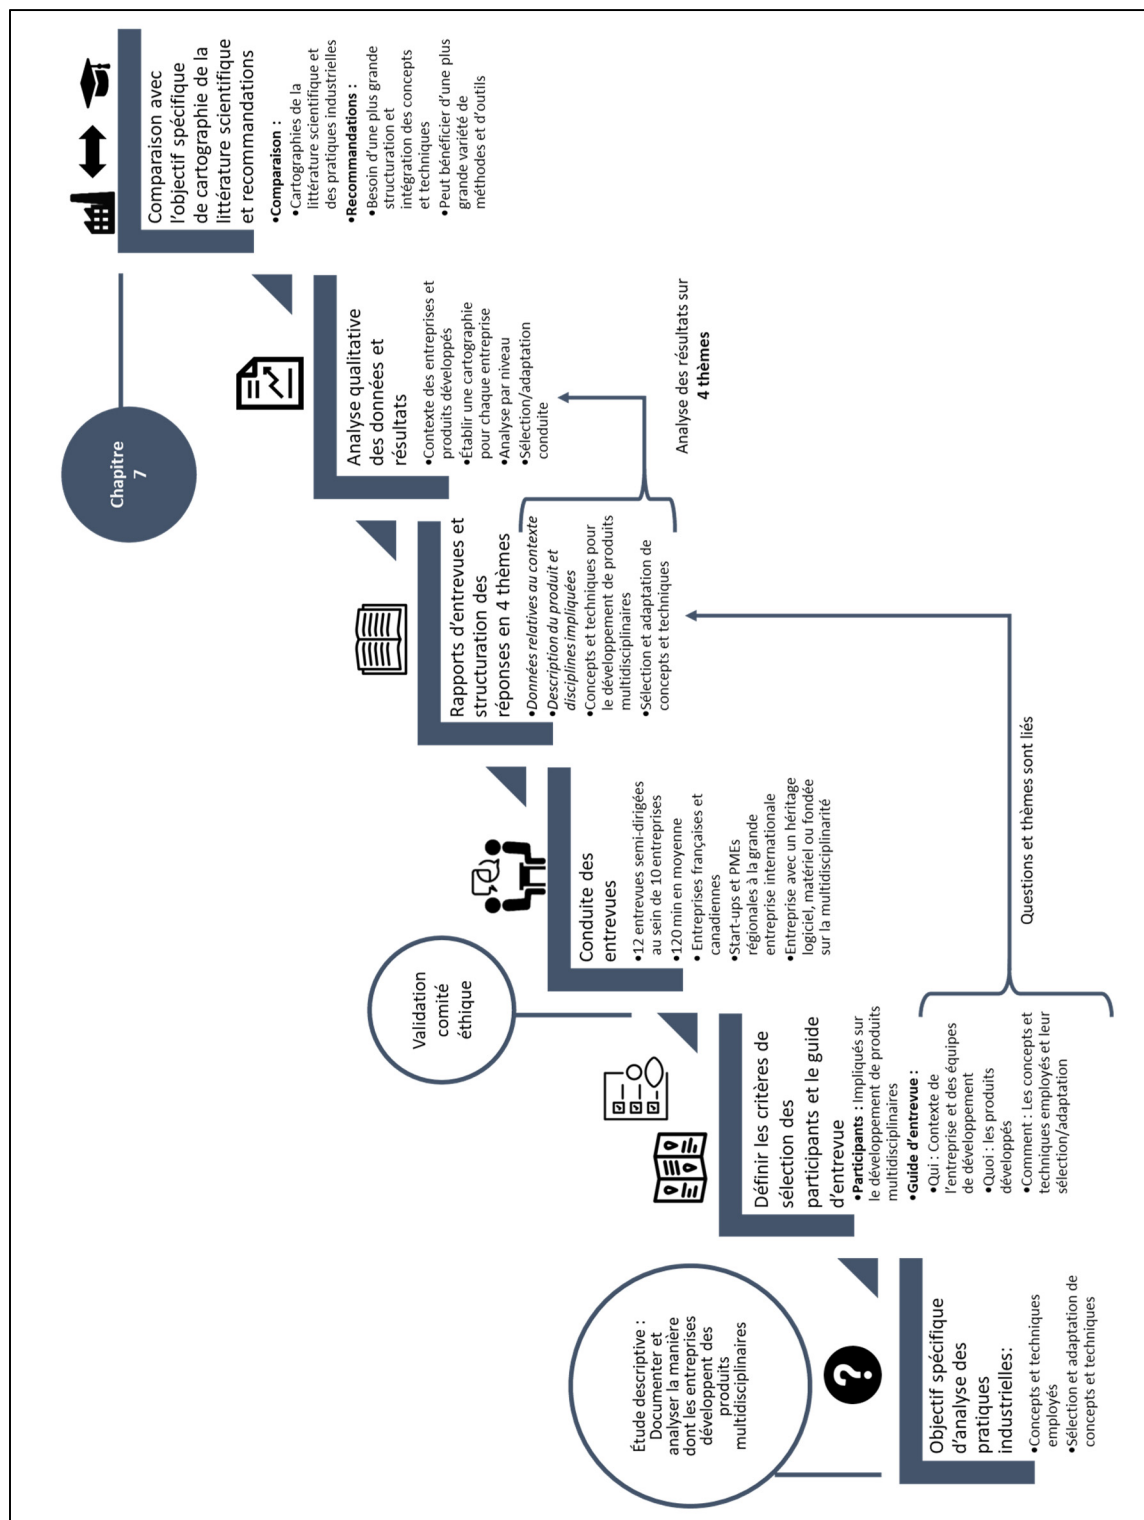 Étude descriptive :
Documenter et
analyser la manière
dont les entreprises
développent des
produits
multidisciplinaires
?
Objectif spécifique
d'analyse des
pratiques
industrielles:
•Concepts et techniques
employés
•Sélection et adaptation de
concepts et techniques
Définir les critères de
sélection des
participants et le guide
d'entrevue
•Participants : Impliqués sur
le développement de produits
multidisciplinaires
•Guide d'entrevue :
•Qui : Contexte de
l'entreprise et des équipes
de développement
•Quoi : les produits
développés
•Comment : Les concepts et
techniques employés et leur
sélection/adaptation
Validation
comité
éthique
Conduite des
entrevues
•12 entrevues semi-dirigées
au sein de 10 entreprises
•120 min en moyenne
• Entreprises françaises et
canadiennes
•Start-ups et PMEs
régionales à la grande
entreprise internationale
•Entreprise avec un héritage
logiciel, matériel ou fondée
sur la multidisciplinarité
Questions et thèmes sont liés
Rapports d'entrevues et
structuration des
réponses en 4 thèmes
•Données relatives au contexte
•Description du produit et
disciplines impliquées
•Concepts et techniques pour
le développement de produits
multidisciplinaires
•Sélection et adaptation de
concepts et techniques
Analyse qualitative
des données et
résultats
•Contexte des entreprises et
produits développés
•Établir une cartographie
pour chaque entreprise
•Analyse par niveau
•Sélection/adaptation
conduite
Analyse des résultats sur
4 thèmes
Chapitre
7
Comparaison avec
l'objectif spécifique
de cartographie de la
littérature scientifique
et recommandations
•Comparaison :
•Cartographies de la
littérature scientifique et
des pratiques industrielles
•Recommandations :
•Besoin d'une plus grande
structuration et
intégration des concepts
et techniques
•Peut bénéficier d'une plus
grande variété de
méthodes et d'outils